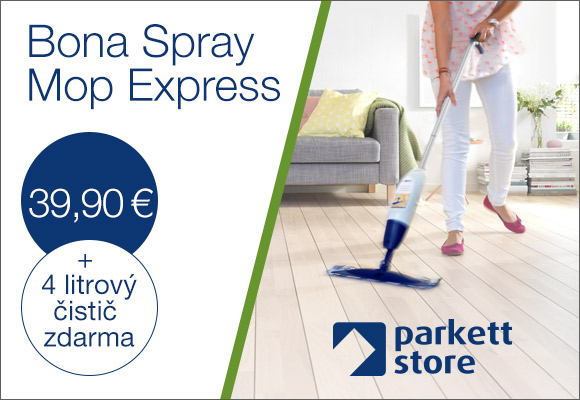 Bona Spray
Mop Express
39,90 €
+
4 litrový
čistič
zdarma
parkett
store